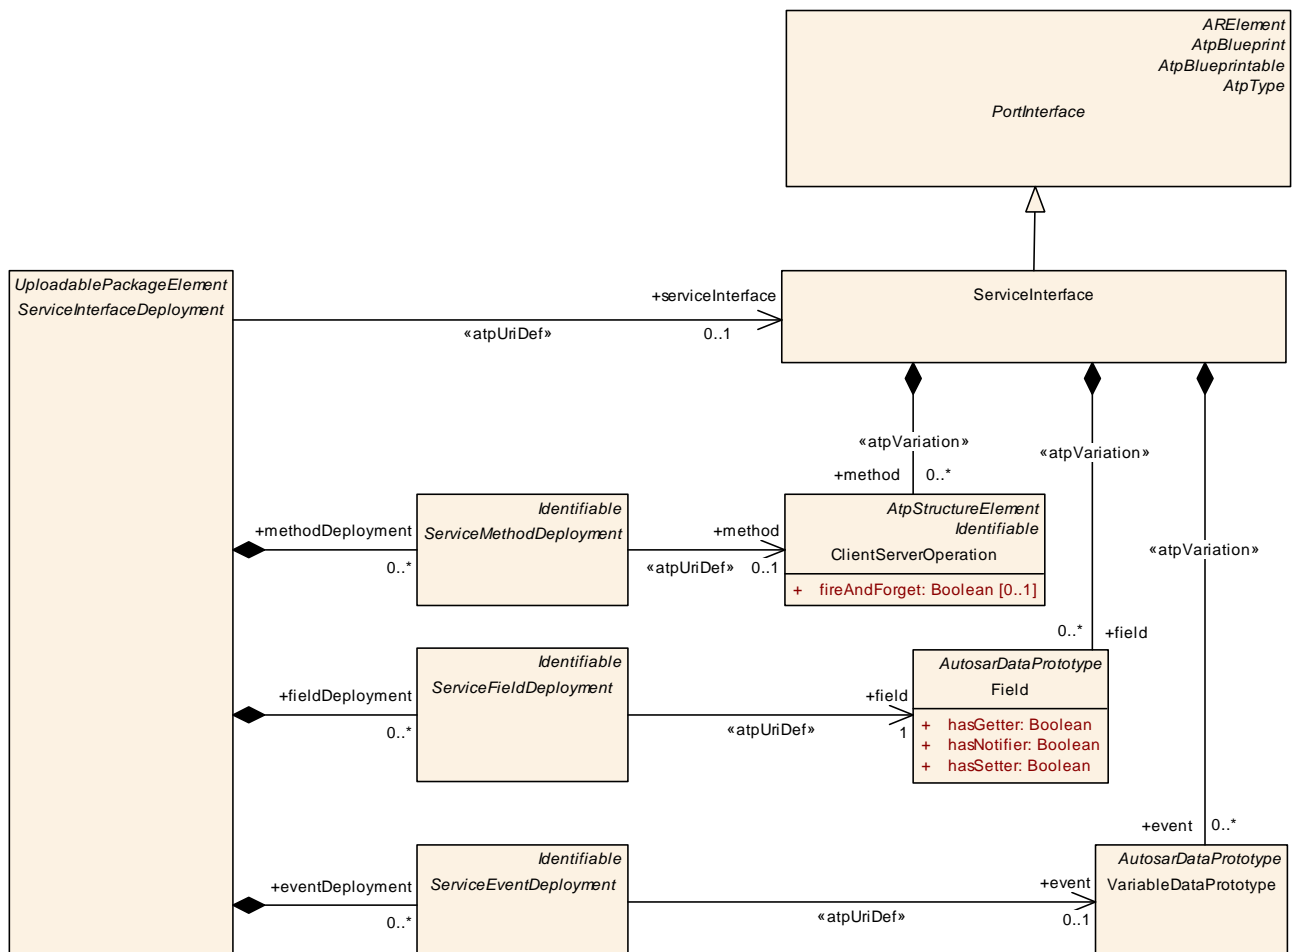 ARElement
AtpBlueprint
AtpBlueprintable
AtpType
PortInterface
UploadablePackageElement
ServiceInterfaceDeployment
+serviceInterface
«atpUriDef»
0..1
ServiceInterface
«atpVariation»
«atpVariation»
+method
0..*
+methodDeployment
0..*
Identifiable
ServiceMethodDeployment
+method
«atpUriDef»
0..1
AtpStructureElement
Identifiable
ClientServerOperation
+ fireAndForget: Boolean [0..1]
«atpVariation»
0..*
+field
+fieldDeployment
0..*
Identifiable
ServiceFieldDeployment
+field
«atpUriDef»
1
AutosarDataPrototype
Field
+ hasGetter: Boolean
+ hasNotifier: Boolean
+ hasSetter: Boolean
+event
0..*
+eventDeployment
0..*
Identifiable
ServiceEventDeployment
+event
«atpUriDef»
0..1
AutosarDataPrototype
VariableDataPrototype